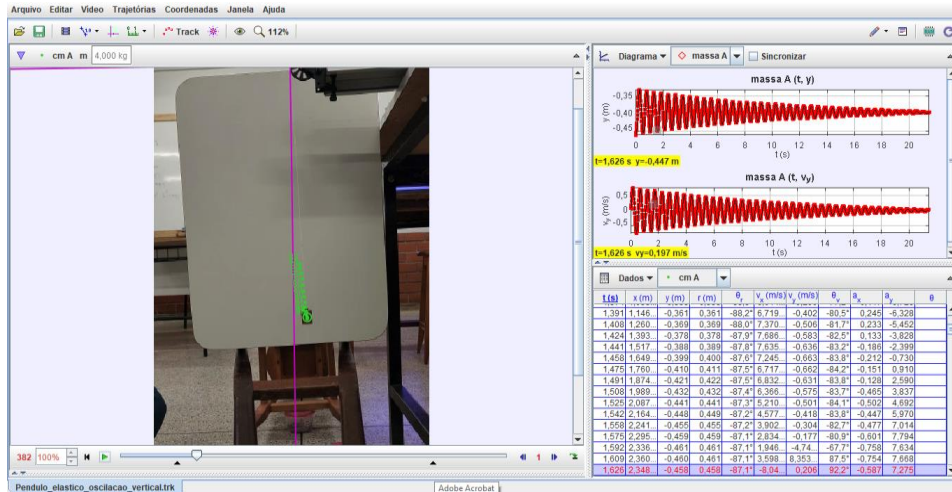 Arquivo Editar Video Trajetórias Coordenadas Janela Ajuda
Track 112%
cm A m 4,000 kg
Diagrama massa A Sincronizar
massa A (t, y)
y (m)
-0,35
-0,40
-0,45
0 2 4 6 8 10 12 14 16 18 20
t (s)
t=1,626 s y=-0,447 m
massa A (t, vy)
vy (m/s)
0,5
0
-0,5
0 2 4 6 8 10 12 14 16 18 20
t (s)
t=1,626 s vy=0,197 m/s
Dados cm A
t (s) x (m) y (m) r (m) θr vx (m/s) vy (m/s) θv ax ay θ
1,391 1,146... -0,361 0,361 -88,2° 6,719... -0,402 -80,5° 0,245 -6,328
1,408 1,260... -0,369 0,369 -88,0° 7,370... -0,506 -81,7° 0,233 -5,452
1,424 1,393... -0,378 0,378 -87,9° 7,686... -0,583 -82,5° 0,133 -3,828
1,441 1,517... -0,388 0,389 -87,8° 7,635... -0,636 -83,2° -0,186 -2,399
1,458 1,649... -0,399 0,400 -87,6° 7,245... -0,663 -83,8° -0,212 -0,730
1,475 1,760... -0,410 0,411 -87,5° 6,717... -0,662 -84,2° -0,151 0,910
1,491 1,874... -0,421 0,422 -87,5° 6,832... -0,631 -83,8° -0,128 2,590
1,508 1,989... -0,432 0,432 -87,4° 6,366... -0,575 -83,7° -0,465 3,837
1,525 2,087... -0,441 0,441 -87,3° 5,210... -0,501 -84,1° -0,502 4,692
1,542 2,164... -0,448 0,449 -87,2° 4,577... -0,418 -83,8° -0,447 5,970
1,558 2,241... -0,455 0,455 -87,2° 3,902... -0,304 -82,7° -0,477 7,014
1,575 2,295... -0,459 0,459 -87,1° 2,834... -0,177 -80,9° -0,601 7,794
1,592 2,336... -0,461 0,461 -87,1° 1,946... -4,74... -67,7° -0,758 7,634
1,609 2,360... -0,460 0,461 -87,1° 3,598... 8,353... 87,5° -0,754 7,668
1,626 2,348... -0,458 0,458 -87,1° -8,04... 0,206 92,2° -0,587 7,275
382 100% 1
Pendulo_elastico_oscilacao_vertical.trk
Adobe Acrobat